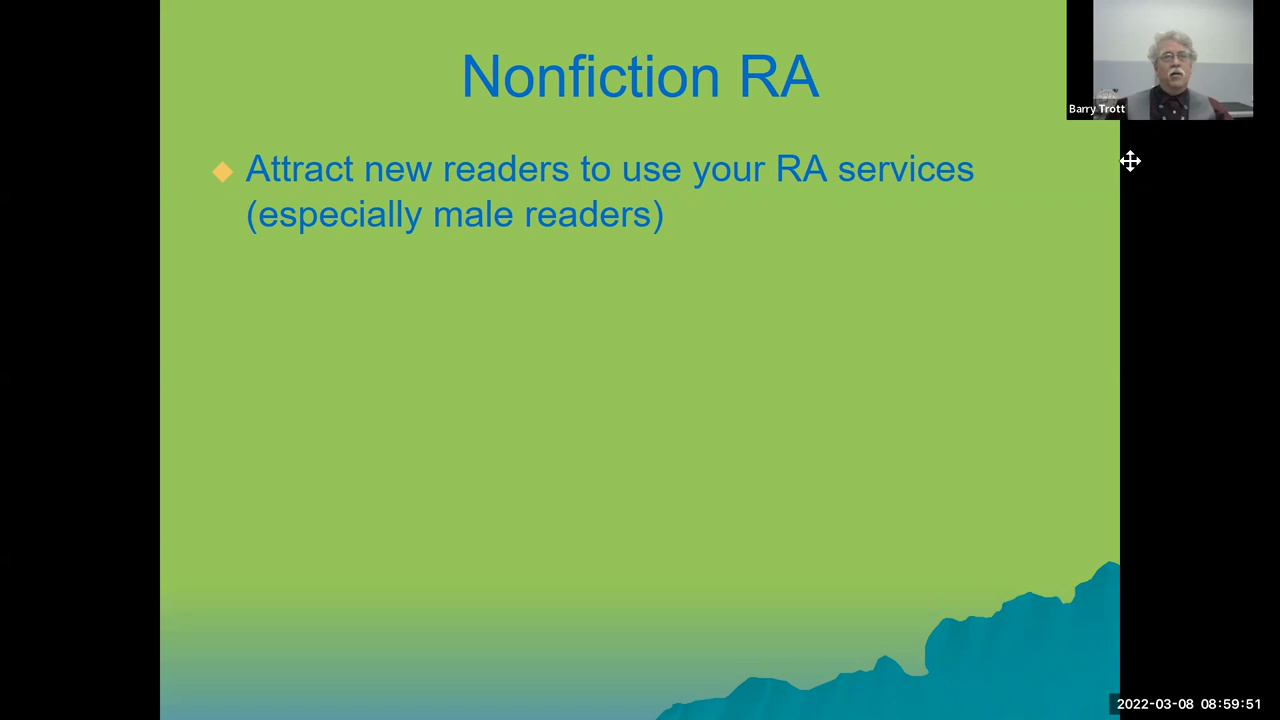 Nonfiction RA
Barry Trott
Attract new readers to use your RA services
(especially male readers)
2022-03-08 08:59:51